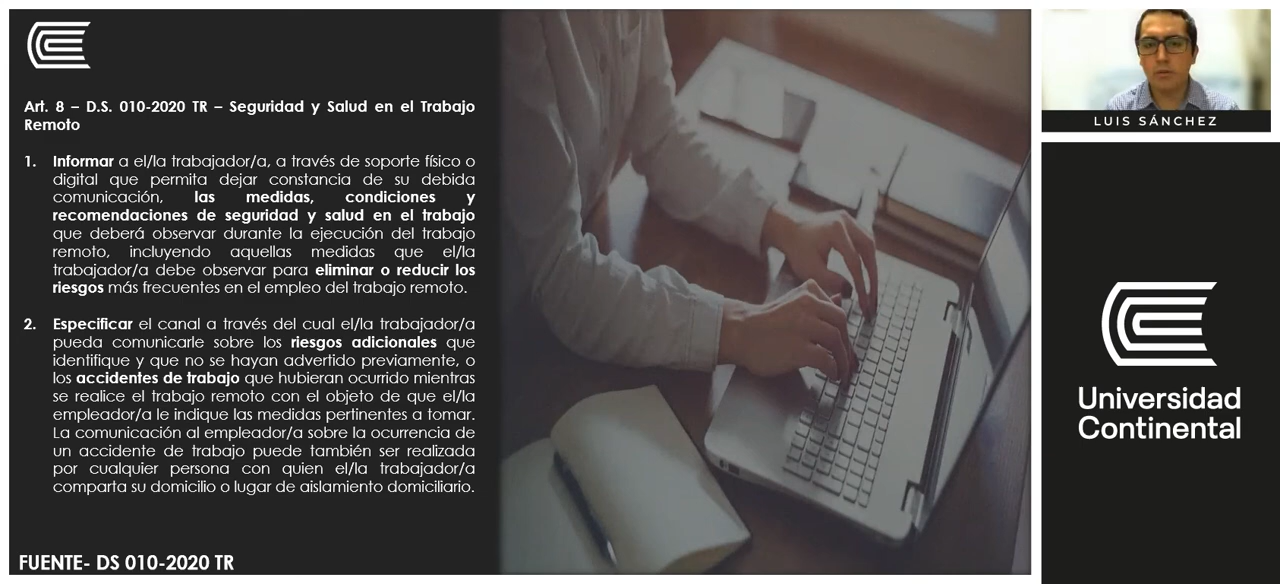 Art. 8 – D.S. 010-2020 TR – Seguridad y Salud en el Trabajo
Remoto
1. Informar a el/la trabajador/a, a través de soporte físico o
digital que permita dejar constancia de su debida
comunicación, las medidas, condiciones y
recomendaciones de seguridad y salud en el trabajo
que deberá observar durante la ejecución del trabajo
remoto, incluyendo aquellas medidas que el/la
trabajador/a debe observar para eliminar o reducir los
riesgos más frecuentes en el empleo del trabajo remoto.
2. Especificar el canal a través del cual el/la trabajador/a
pueda comunicarle sobre los riesgos adicionales que
identifique y que no se hayan advertido previamente, o
los accidentes de trabajo que hubieran ocurrido mientras
se realice el trabajo remoto con el objeto de que el/la
empleador/a le indique las medidas pertinentes a tomar.
La comunicación al empleador/a sobre la ocurrencia de
un accidente de trabajo puede también ser realizada
por cualquier persona con quien el/la trabajador/a
comparta su domicilio o lugar de aislamiento domiciliario.
FUENTE- DS 010-2020 TR
LUIS SÁNCHEZ
Universidad
Continental